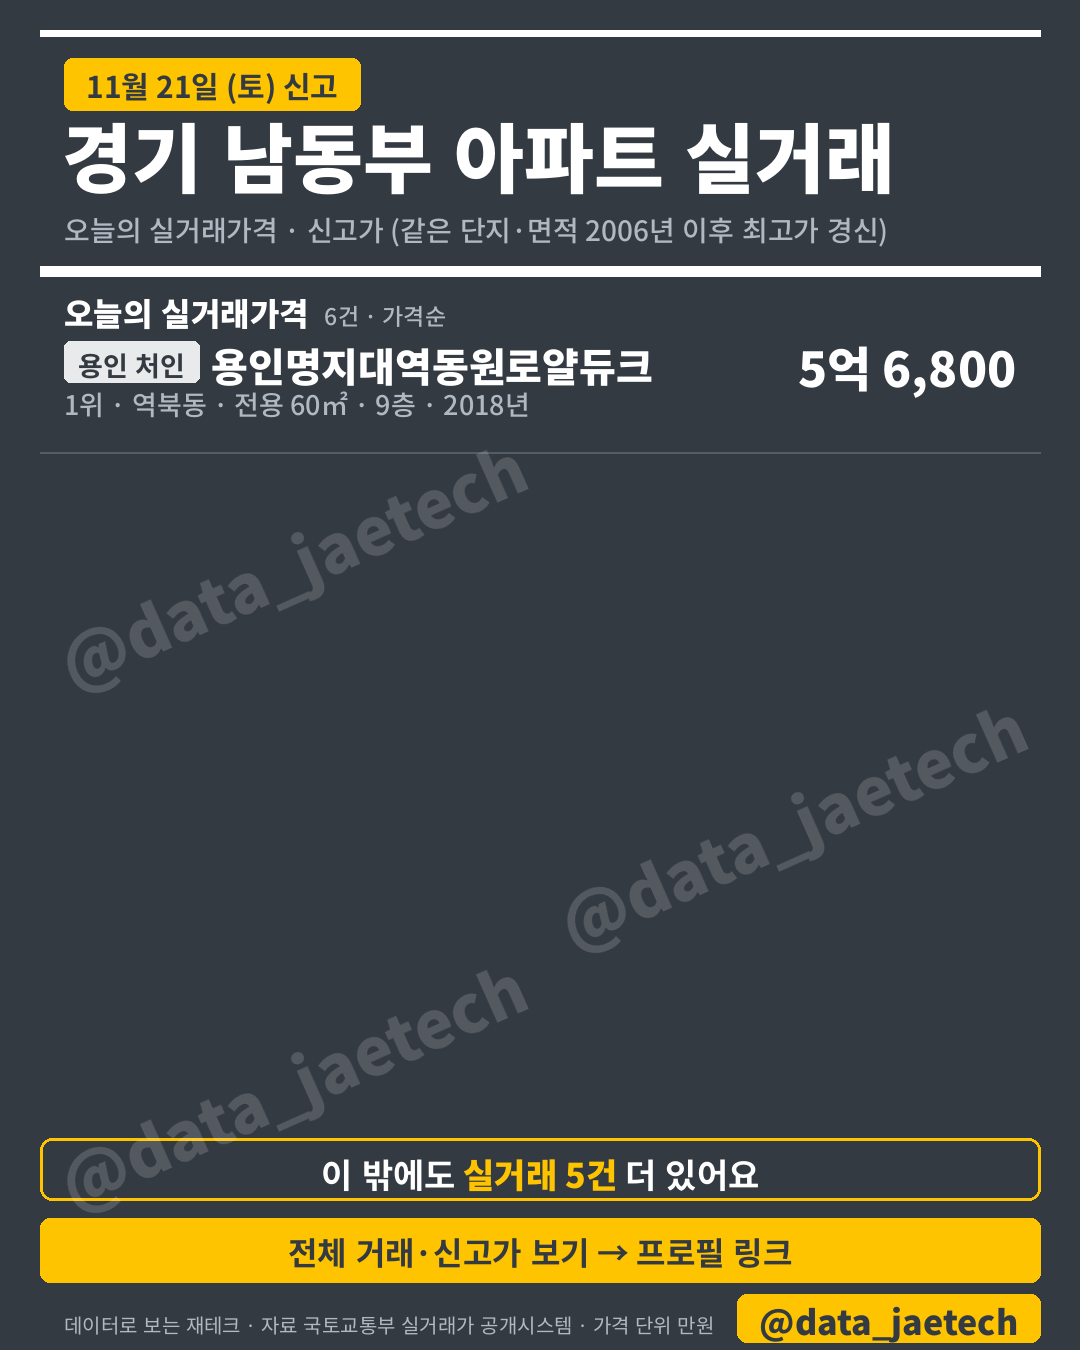 11월 21일 (토) 신고
경기 남동부 아파트 실거래
오늘의 실거래가격 · 신고가 (같은 단지·면적 2006년 이후 최고가 경신)
오늘의 실거래가격 6건 · 가격순
용인 처인 용인명지대역동원로얄듀크 5억 6,800
1위 · 역북동 · 전용 60㎡ · 9층 · 2018년
@data_jaetech
@data_jaetech
@data_jaetech
이 밖에도 실거래 5건 더 있어요
전체 거래·신고가 보기 → 프로필 링크
데이터로 보는 재테크 · 자료 국토교통부 실거래가 공개시스템 · 가격 단위 만원 @data_jaetech